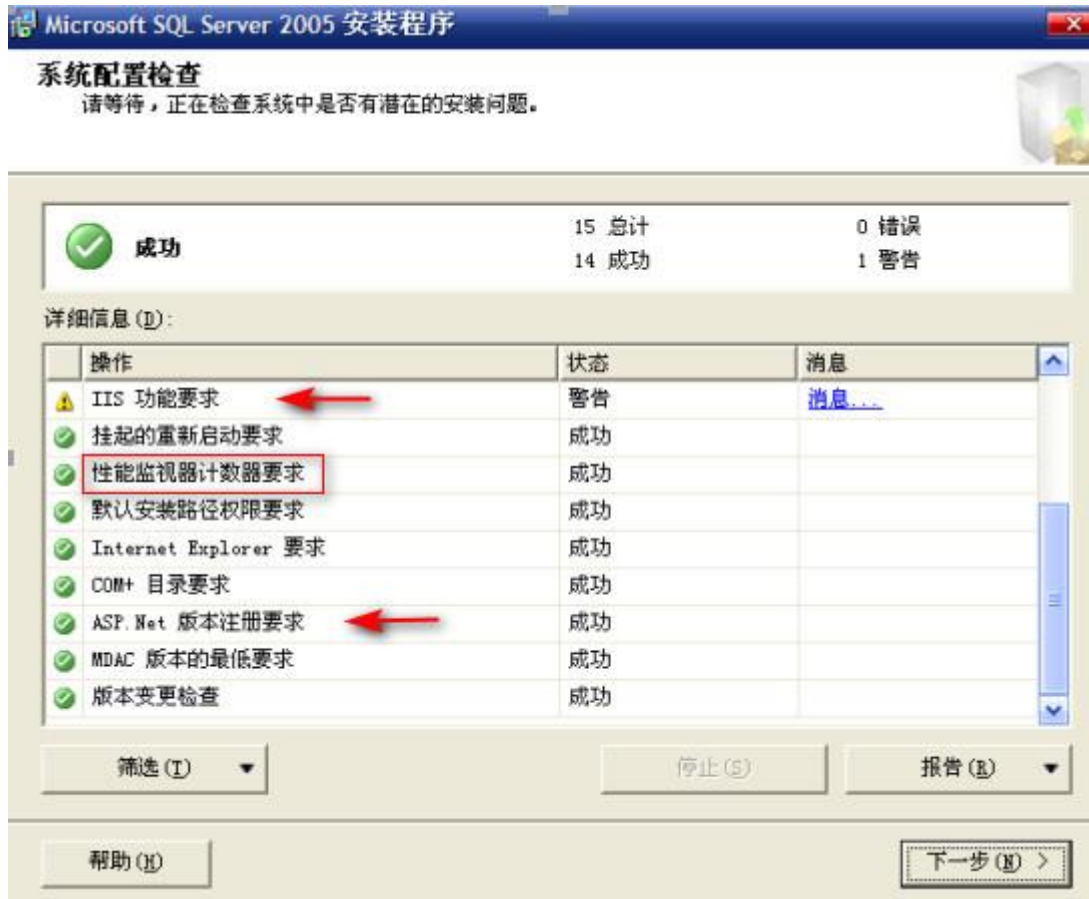 Microsoft SQL Server 2005 安装程序
系统配置检查
请等待，正在检查系统中是否有潜在的安装问题。
成功
15 总计 0 错误
14 成功 1 警告
详细信息(D):
操作 状态 消息
IIS 功能要求 警告 消息...
挂起的重新启动要求 成功
性能监视器计数器要求 成功
默认安装路径权限要求 成功
Internet Explorer 要求 成功
COM+ 目录要求 成功
ASP.Net 版本注册要求 成功
MDAC 版本的最低要求 成功
版本变更检查 成功
筛选(T) 停止(S) 报告(R)
帮助(H) 下一步(N) >